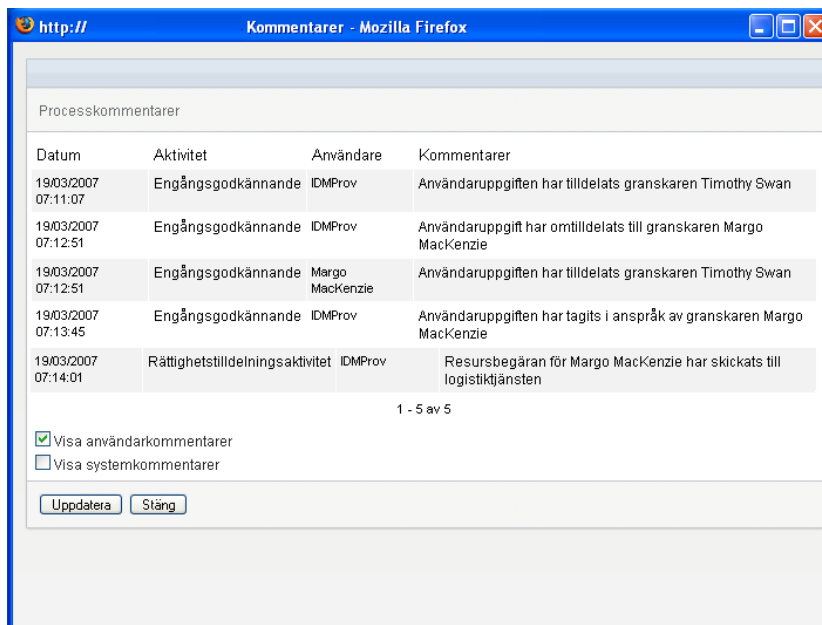 http:// Kommentarer - Mozilla Firefox
Processkommentarer
Datum Aktivitet Användare Kommentarer
19/03/2007 Engångsgodkännande IDMProv Användaruppgiften har tilldelats granskaren Timothy Swan
07:11:07
19/03/2007 Engångsgodkännande IDMProv Användaruppgift har omtilldelats till granskaren Margo
07:12:51 MacKenzie
19/03/2007 Engångsgodkännande Margo Användaruppgiften har tilldelats granskaren Timothy Swan
07:12:51 MacKenzie
19/03/2007 Engångsgodkännande IDMProv Användaruppgiften har tagits i anspråk av granskaren Margo
07:13:45 MacKenzie
19/03/2007 Rättighetstilldelningsaktivitet IDMProv Resursbegäran för Margo MacKenzie har skickats till
07:14:01 logistiktjänsten
1 - 5 av 5
Visa användarkommentarer
Visa systemkommentarer
Uppdatera Stäng